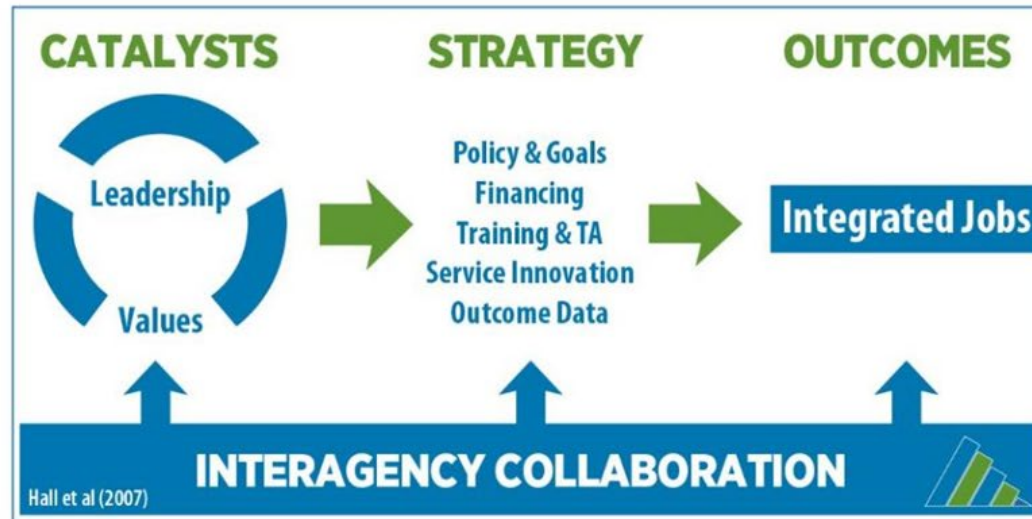 CATALYSTS
Leadership
Values
STRATEGY
Policy & Goals
Financing
Training & TA
Service Innovation
Outcome Data
OUTCOMES
Integrated Jobs
INTERAGENCY COLLABORATION
Hall et al (2007)